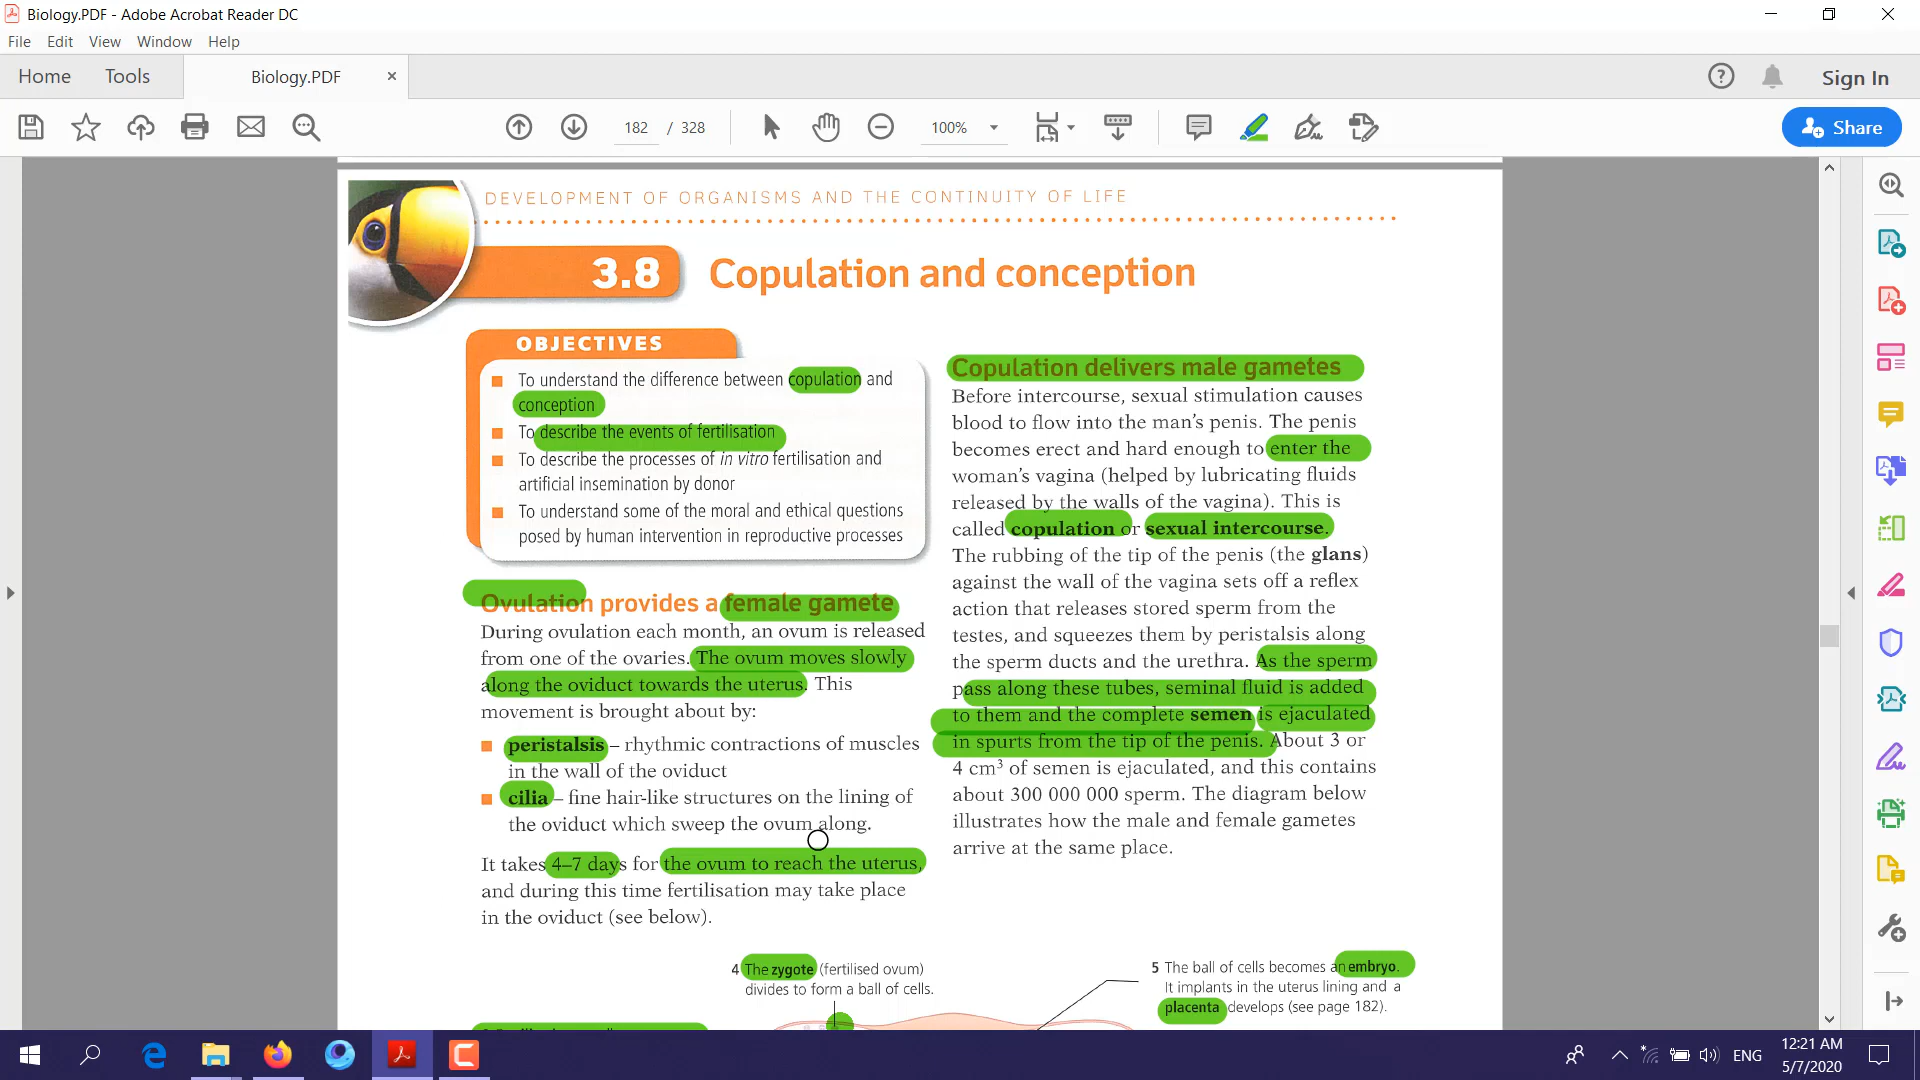 Biology.PDF - Adobe Acrobat Reader DC
File Edit View Window Help
Home Tools Biology.PDF × Sign In
182 / 328 100% Share
DEVELOPMENT OF ORGANISMS AND THE CONTINUITY OF LIFE
3.8 Copulation and conception
OBJECTIVES
To understand the difference between copulation and
conception
To describe the events of fertilisation
To describe the processes of in vitro fertilisation and
artificial insemination by donor
To understand some of the moral and ethical questions
posed by human intervention in reproductive processes
Ovulation provides a female gamete
During ovulation each month, an ovum is released
from one of the ovaries. The ovum moves slowly
along the oviduct towards the uterus. This
movement is brought about by:
peristalsis – rhythmic contractions of muscles
in the wall of the oviduct
cilia – fine hair-like structures on the lining of
the oviduct which sweep the ovum along.
It takes 4–7 days for the ovum to reach the uterus,
and during this time fertilisation may take place
in the oviduct (see below).
Copulation delivers male gametes
Before intercourse, sexual stimulation causes
blood to flow into the man's penis. The penis
becomes erect and hard enough to enter the
woman's vagina (helped by lubricating fluids
released by the walls of the vagina). This is
called copulation or sexual intercourse.
The rubbing of the tip of the penis (the glans)
against the wall of the vagina sets off a reflex
action that releases stored sperm from the
testes, and squeezes them by peristalsis along
the sperm ducts and the urethra. As the sperm
pass along these tubes, seminal fluid is added
to them and the complete semen is ejaculated
in spurts from the tip of the penis. About 3 or
4 cm³ of semen is ejaculated, and this contains
about 300 000 000 sperm. The diagram below
illustrates how the male and female gametes
arrive at the same place.
4 The zygote (fertilised ovum)
divides to form a ball of cells.
5 The ball of cells becomes an embryo.
It implants in the uterus lining and a
placenta develops (see page 182).
ENG
12:21 AM
5/7/2020